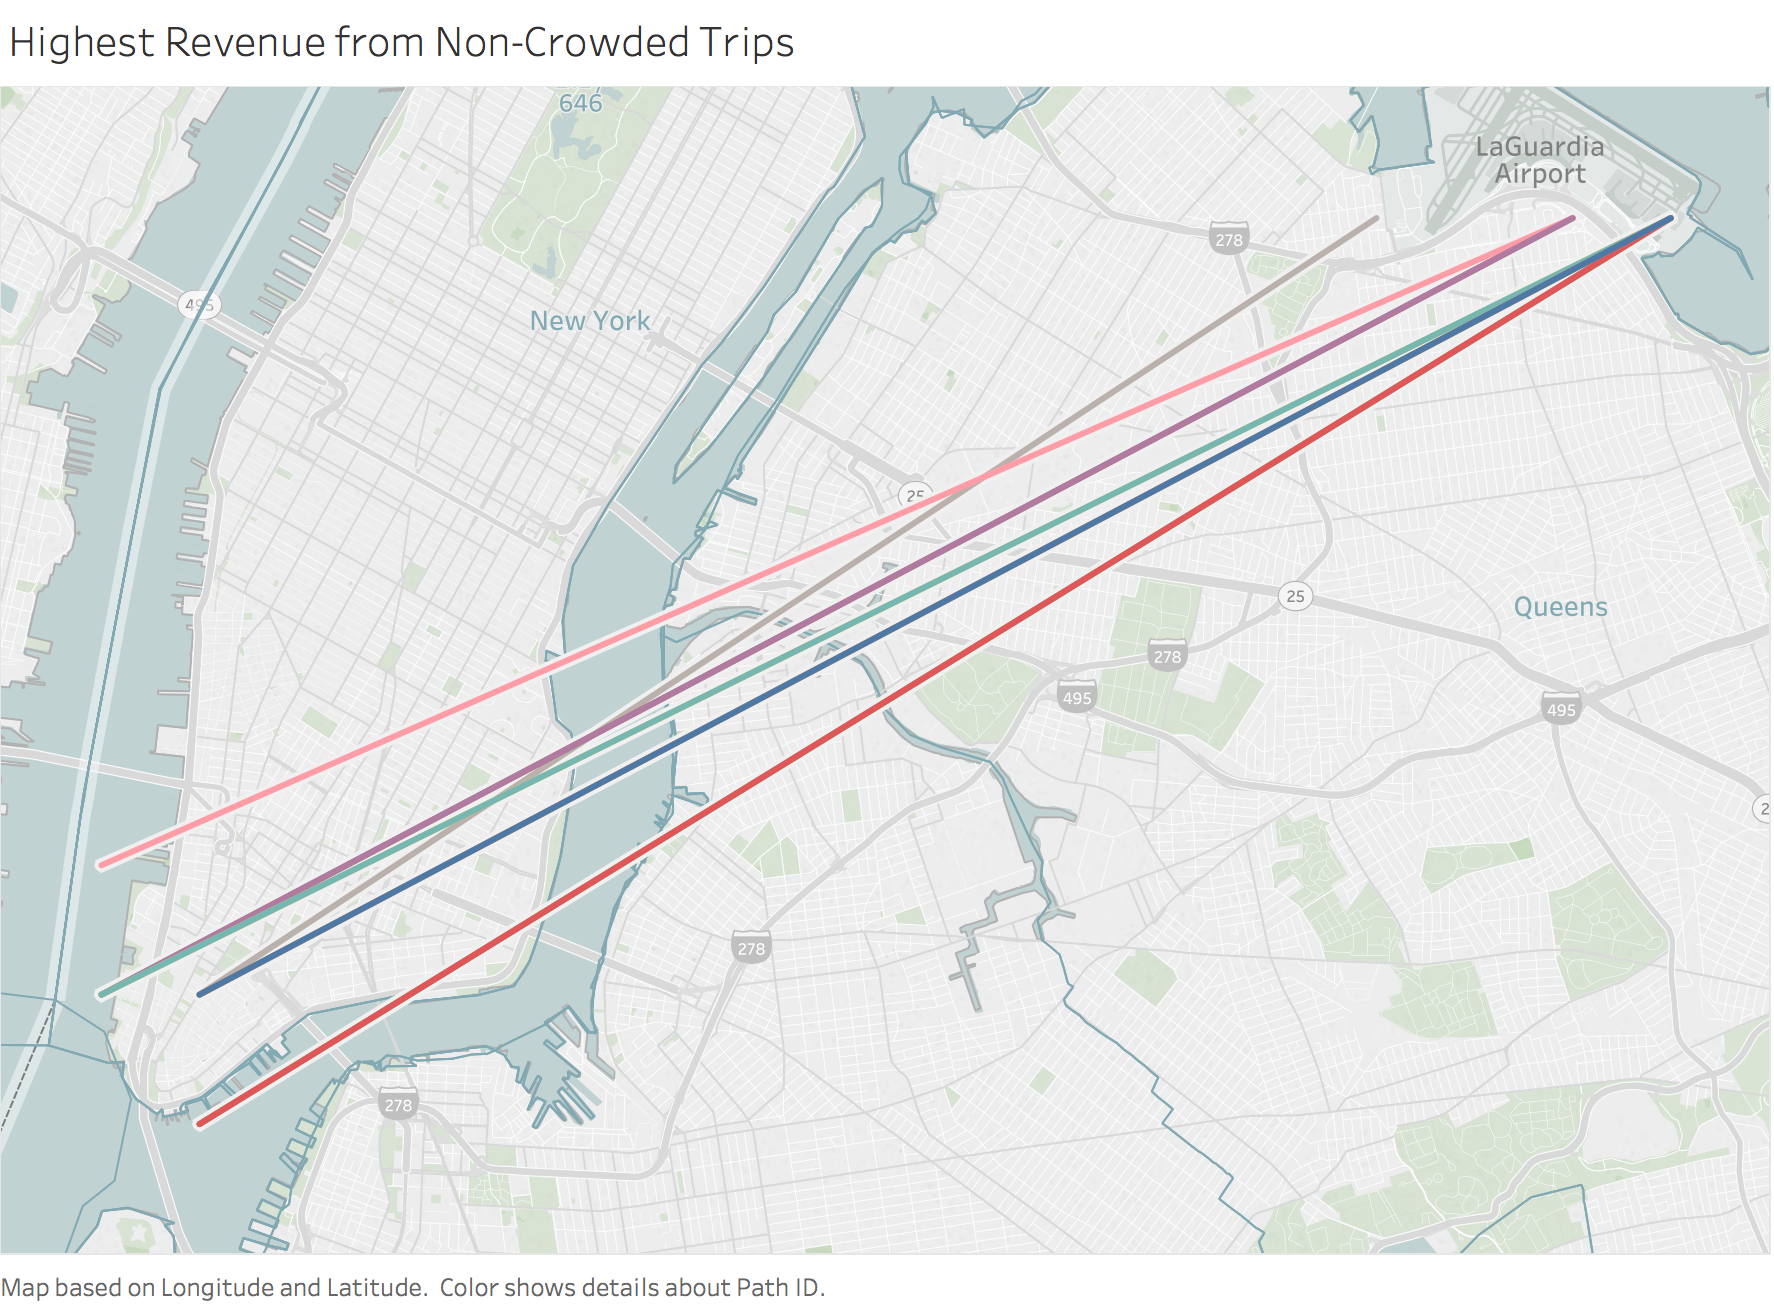 Highest Revenue from Non-Crowded Trips
646
LaGuardia
Airport
278
495
New York
25
25
Queens
278
495
495
2
278
278
Map based on Longitude and Latitude.  Color shows details about Path ID.